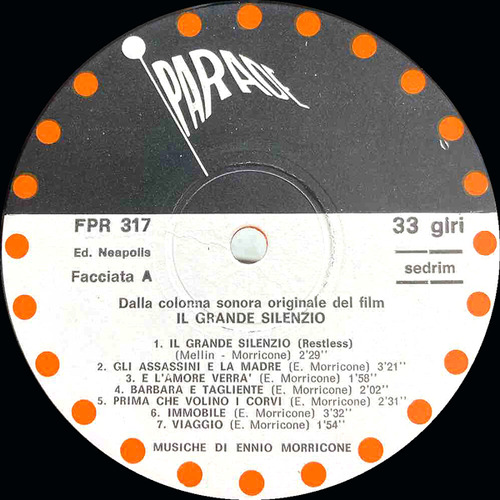 PARADE
FPR 317
33 giri
Ed. Neapolis
Facciata A
sedrim
Dalla colonna sonora originale del film
IL GRANDE SILENZIO
1. IL GRANDE SILENZIO (Restless)
(Mellin - Morricone) 2'29''
2. GLI ASSASSINI E LA MADRE (E. Morricone) 3'21''
3. E L'AMORE VERRA' (E. Morricone) 1'58''
4. BARBARA E TAGLIENTE (E. Morricone) 2'02''
5. PRIMA CHE VOLINO I CORVI (E. Morricone) 2'31''
6. IMMOBILE (E. Morricone) 3'32''
7. VIAGGIO (E. Morricone) 1'54''
MUSICHE DI ENNIO MORRICONE